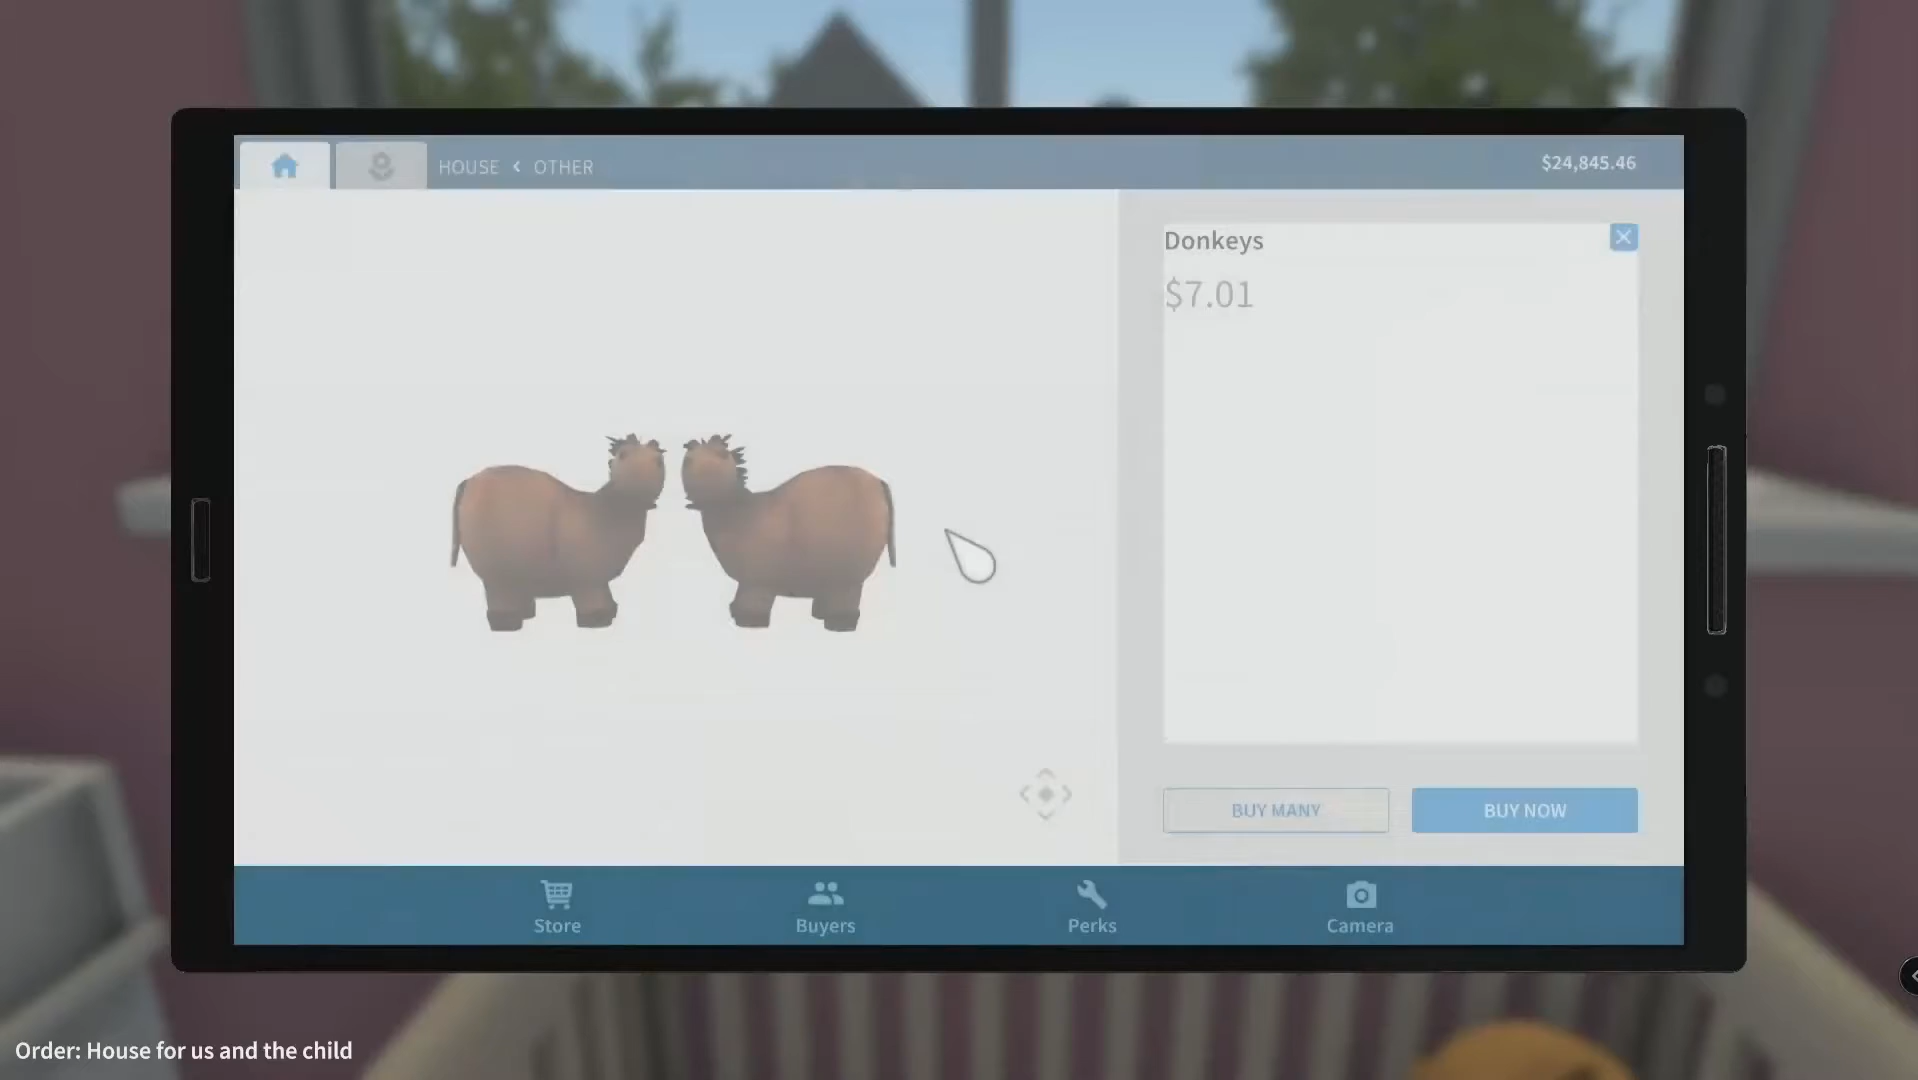 HOUSE < OTHER
$24,845.46
Donkeys
$7.01
BUY MANY
BUY NOW
Store
Buyers
Perks
Camera
Order: House for us and the child